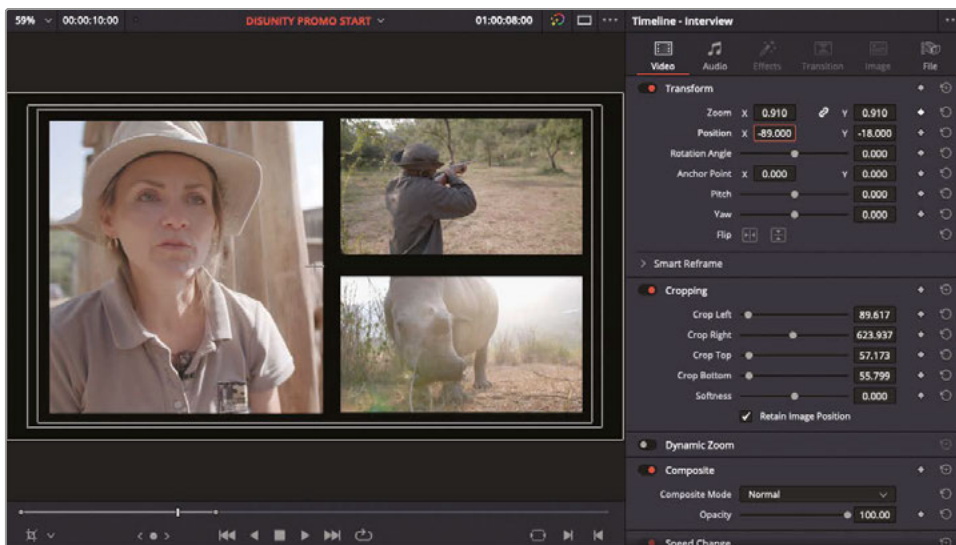 59% 00:00:10:00 DISUNITY PROMO START 01:00:08:00 Timeline - Interview
Video Audio Effects Transition Image File
Transform
Zoom X 0.910 Y 0.910
Position X -89.000 Y -18.000
Rotation Angle 0.000
Anchor Point X 0.000 Y 0.000
Pitch 0.000
Yaw 0.000
Flip
Smart Reframe
Cropping
Crop Left 89.617
Crop Right 623.937
Crop Top 57.173
Crop Bottom 55.799
Softness 0.000
Retain Image Position
Dynamic Zoom
Composite
Composite Mode Normal
Opacity 100.00
Speed Change